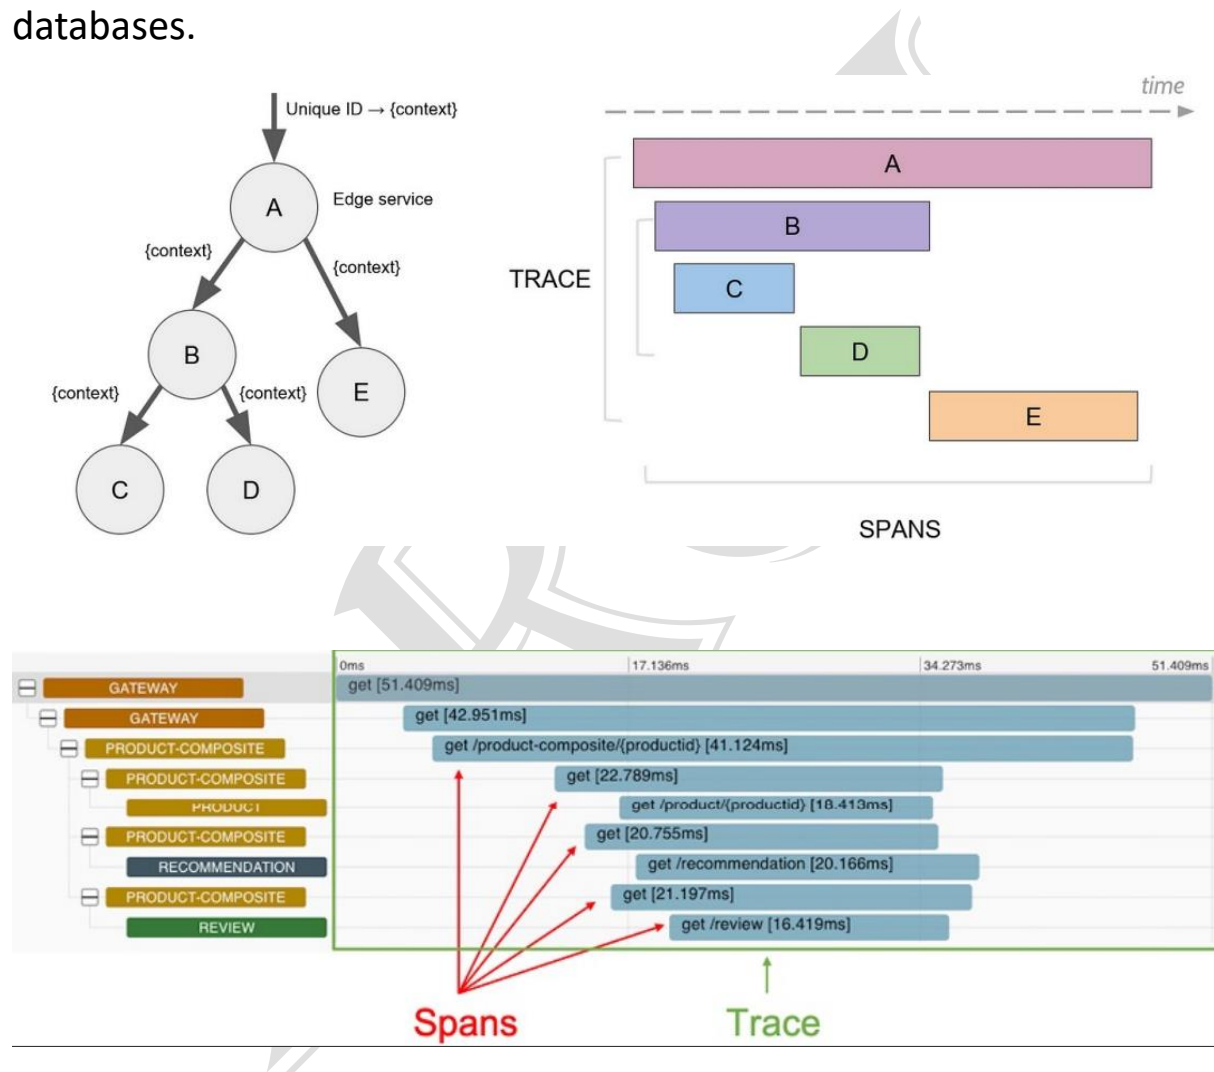 databases.
Unique ID → {context}
A
Edge service
{context}
{context}
B
E
{context}
{context}
C
D
time
A
B
TRACE
C
D
E
SPANS
0ms 17.136ms 34.273ms 51.409ms
GATEWAY get [51.409ms]
GATEWAY get [42.951ms]
PRODUCT-COMPOSITE get /product-composite/{productid} [41.124ms]
PRODUCT-COMPOSITE get [22.789ms]
PRODUCT get /product/{productid} [18.413ms]
PRODUCT-COMPOSITE get [20.755ms]
RECOMMENDATION get /recommendation [20.166ms]
PRODUCT-COMPOSITE get [21.197ms]
REVIEW get /review [16.419ms]
Spans Trace